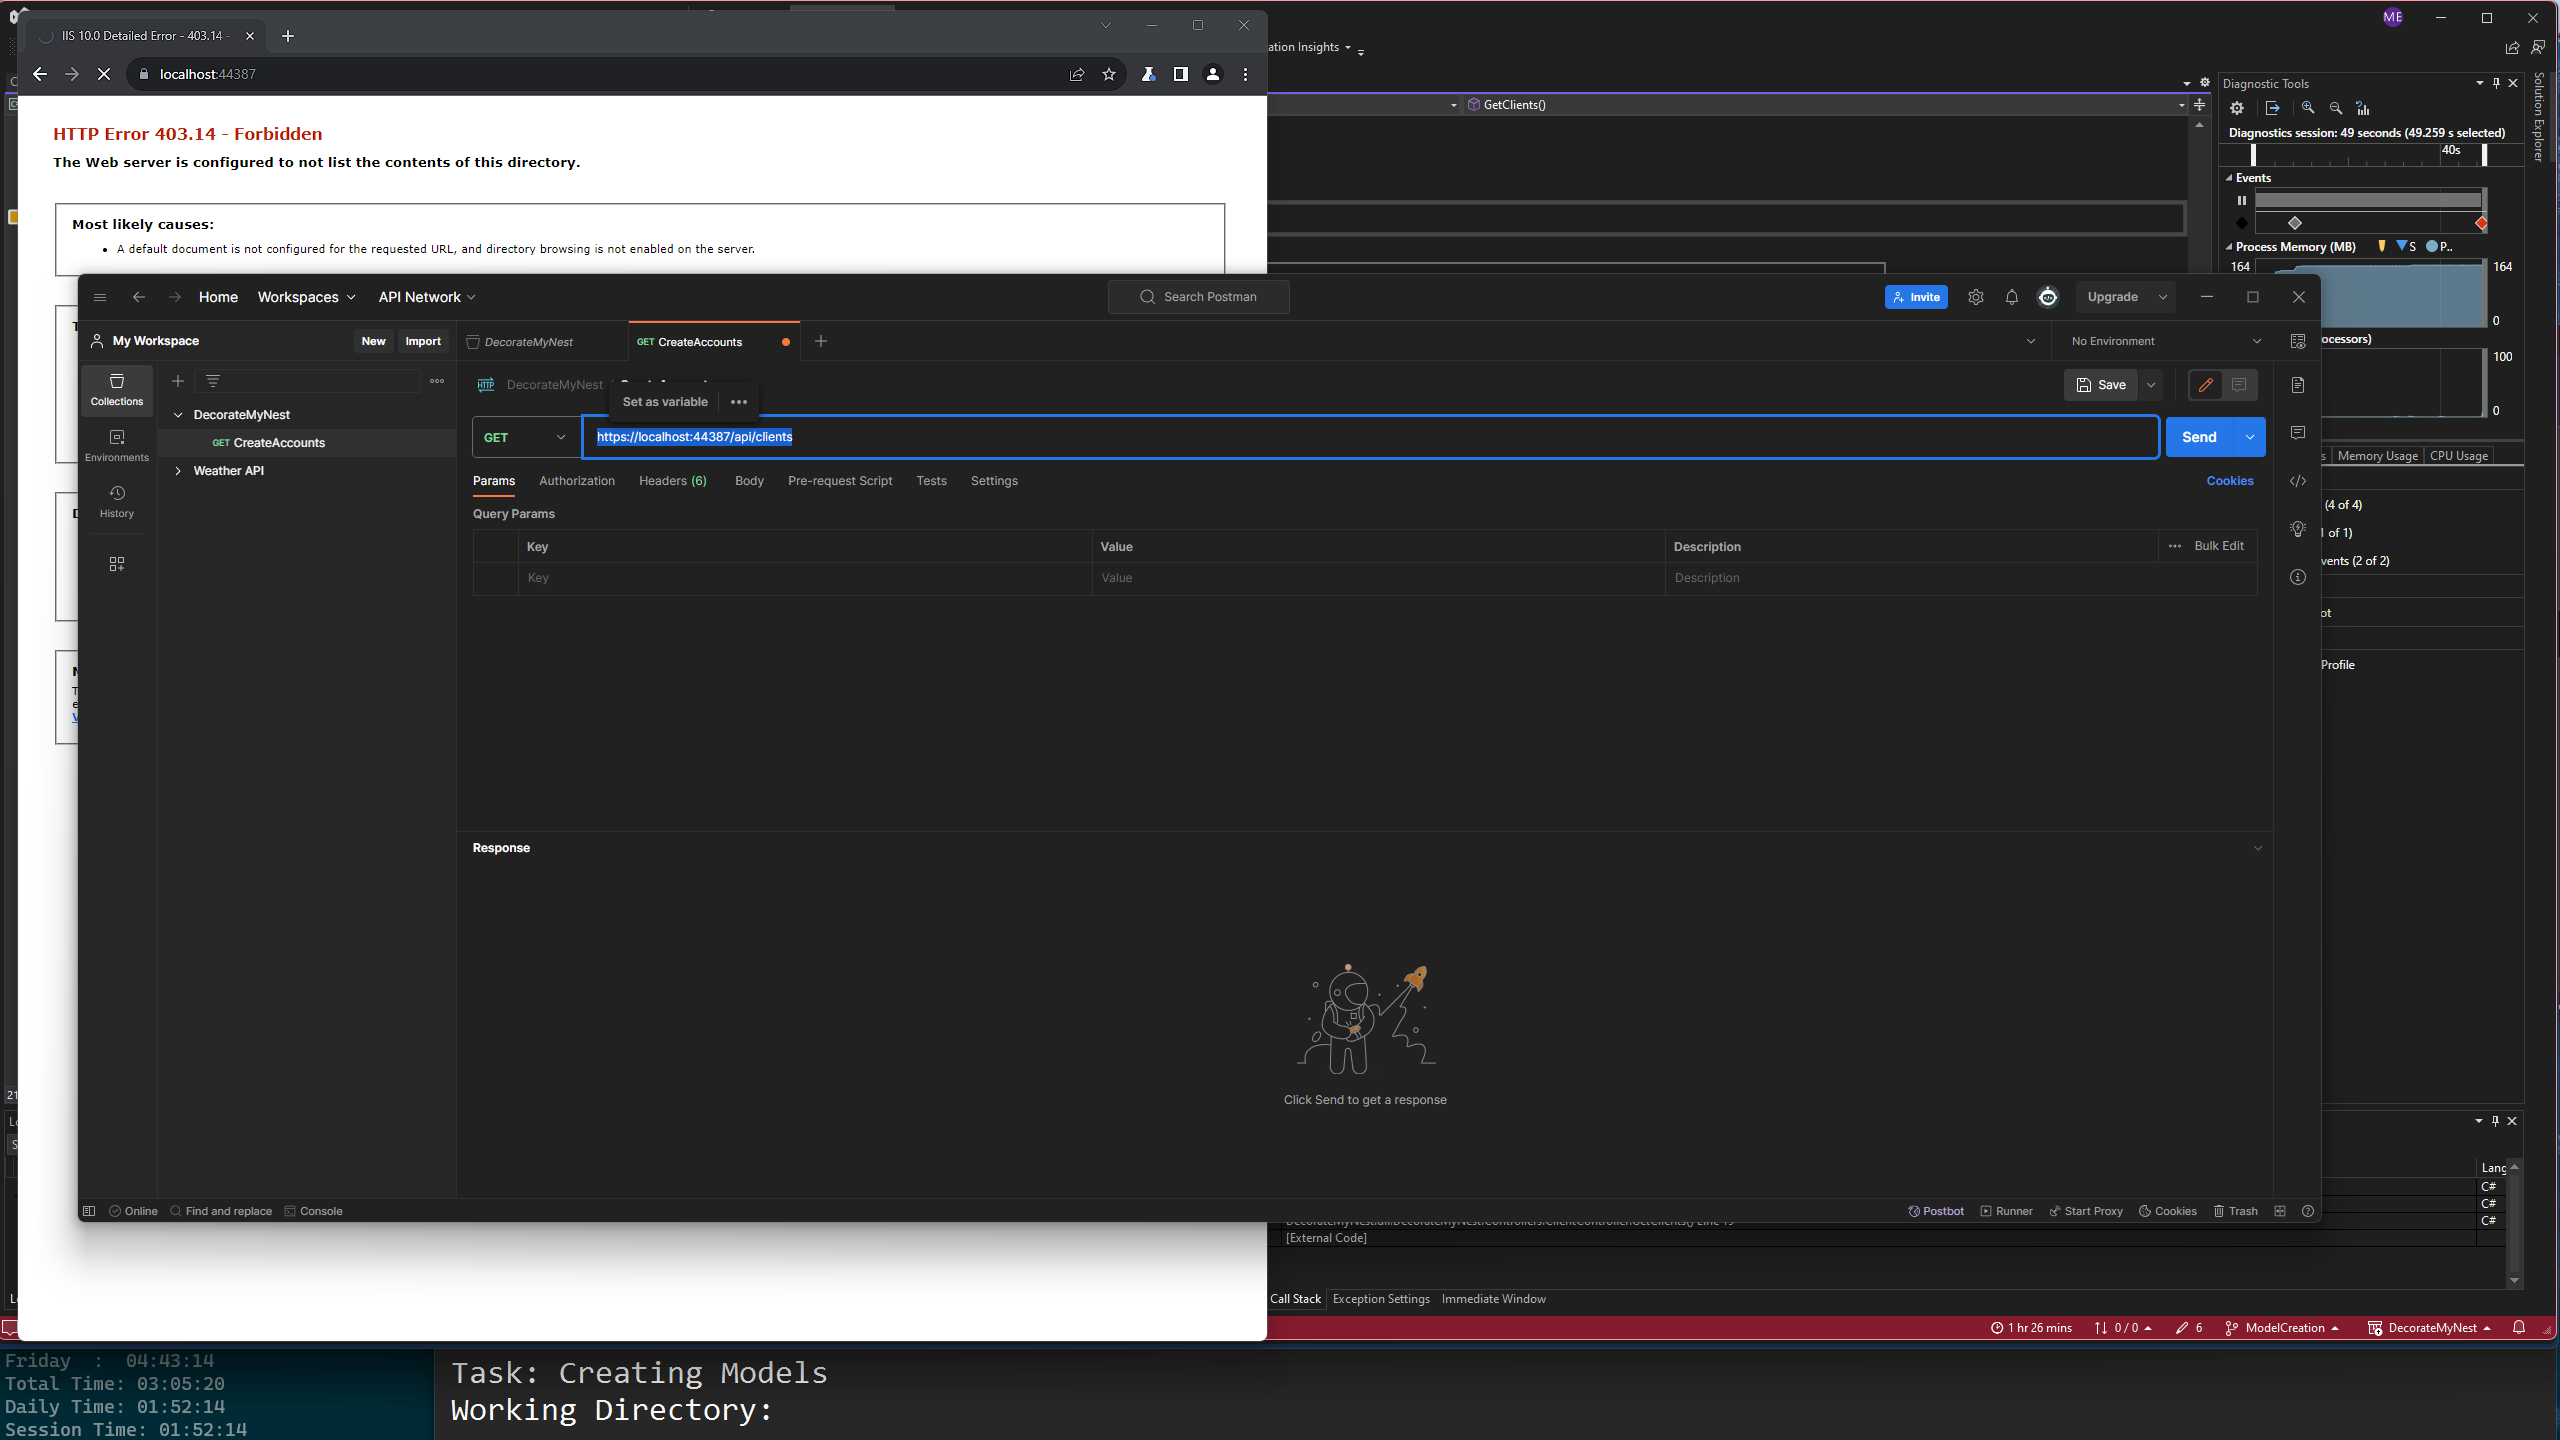 IIS 10.0 Detailed Error - 403.14 -
ME
ation Insights
localhost:44387
GetClients()
Diagnostic Tools
Solution Explorer
Diagnostics session: 49 seconds (49.259 s selected)
40s
HTTP Error 403.14 - Forbidden
The Web server is configured to not list the contents of this directory.
Events
Most likely causes:
• A default document is not configured for the requested URL, and directory browsing is not enabled on the server.
Process Memory (MB) S P..
164 164
0
Home Workspaces API Network Search Postman Invite Upgrade
My Workspace New Import DecorateMyNest GET CreateAccounts No Environment
ocessors)
100
0
Collections
DecorateMyNest
Save
Set as variable
DecorateMyNest
GET CreateAccounts
GET https://localhost:44387/api/clients Send
Environments
Weather API
Memory Usage CPU Usage
Params Authorization Headers (6) Body Pre-request Script Tests Settings Cookies
History
Query Params
(4 of 4)
Key Value Description Bulk Edit
of 1)
vents (2 of 2)
Key Value Description
ot
Profile
Response
Click Send to get a response
21
Lang
C#
C#
C#
Online Find and replace Console Postbot Runner Start Proxy Cookies Trash
DecorateMyNest.dll!DecorateMyNest.Controllers.ClientController.GetClients() Line 19
[External Code]
Call Stack Exception Settings Immediate Window
1 hr 26 mins 0 / 0 6 ModelCreation DecorateMyNest
Friday : 04:43:14
Total Time: 03:05:20
Daily Time: 01:52:14
Session Time: 01:52:14
Task: Creating Models
Working Directory: